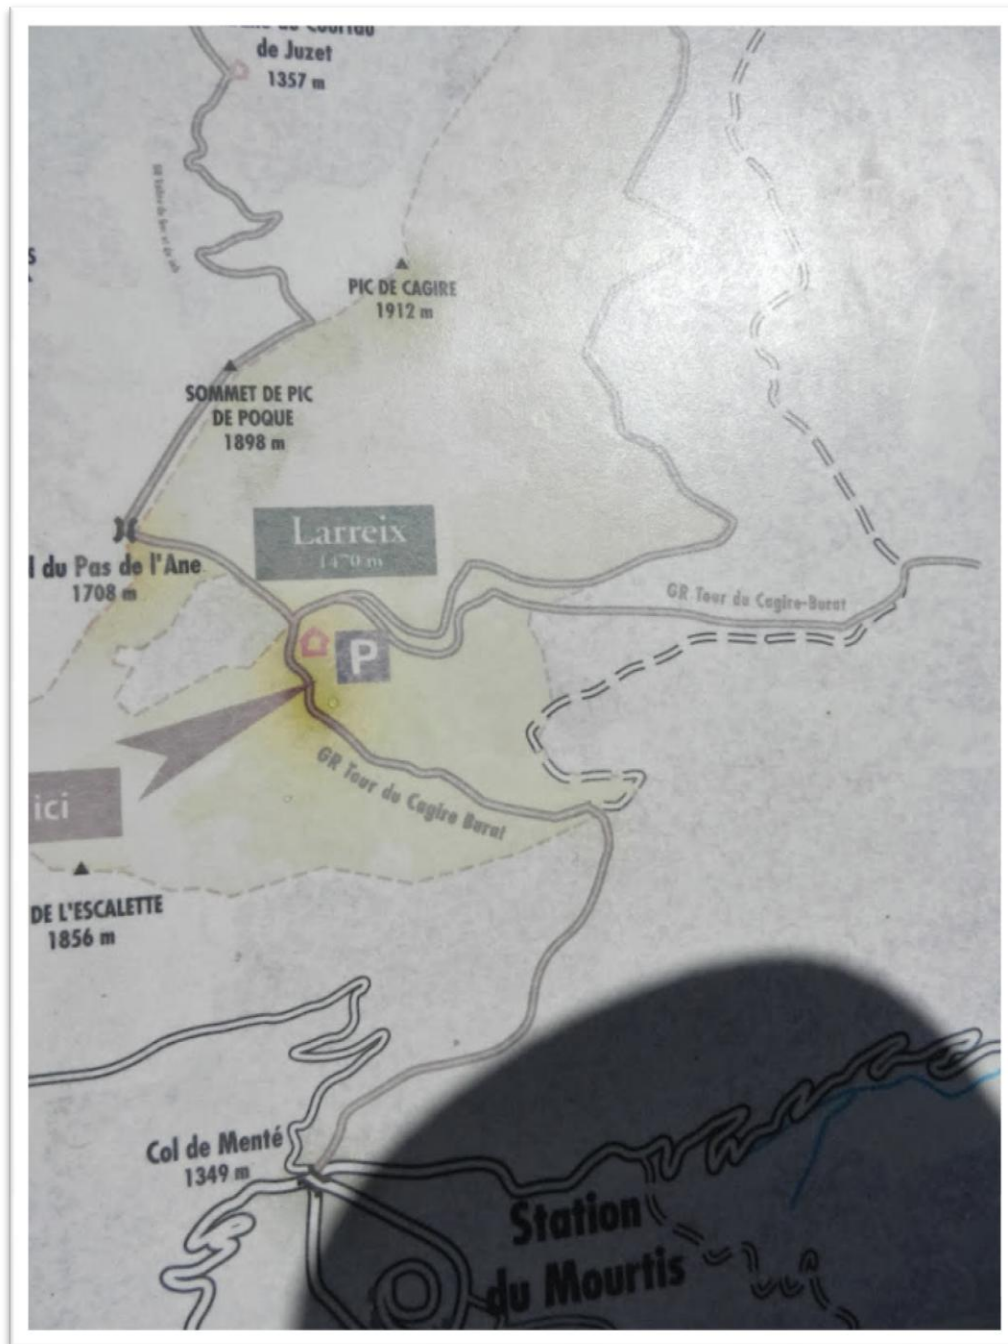 de Juzet
1357 m
PIC DE CAGIRE
1912 m
SOMMET DE PIC
DE POQUE
1898 m
Larreix
1470 m
l du Pas de l'Ane
1708 m
GR Tour du Cagire-Burat
P
GR Tour du Cagire Burat
ici
DE L'ESCALETTE
1856 m
Col de Menté
1349 m
Station
du Mourtis